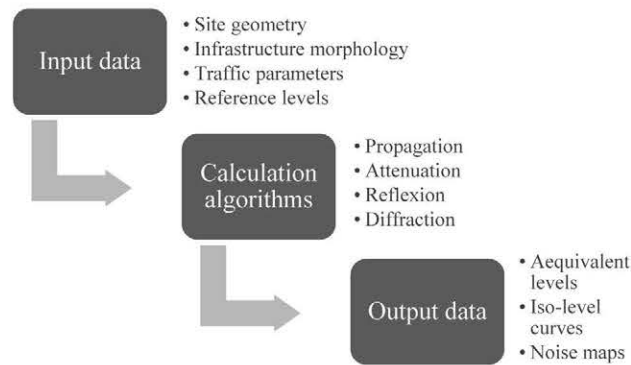 Input data
• Site geometry
• Infrastructure morphology
• Traffic parameters
• Reference levels
Calculation
algorithms
• Propagation
• Attenuation
• Reflexion
• Diffraction
Output data
• Aequivalent
levels
• Iso-level
curves
• Noise maps